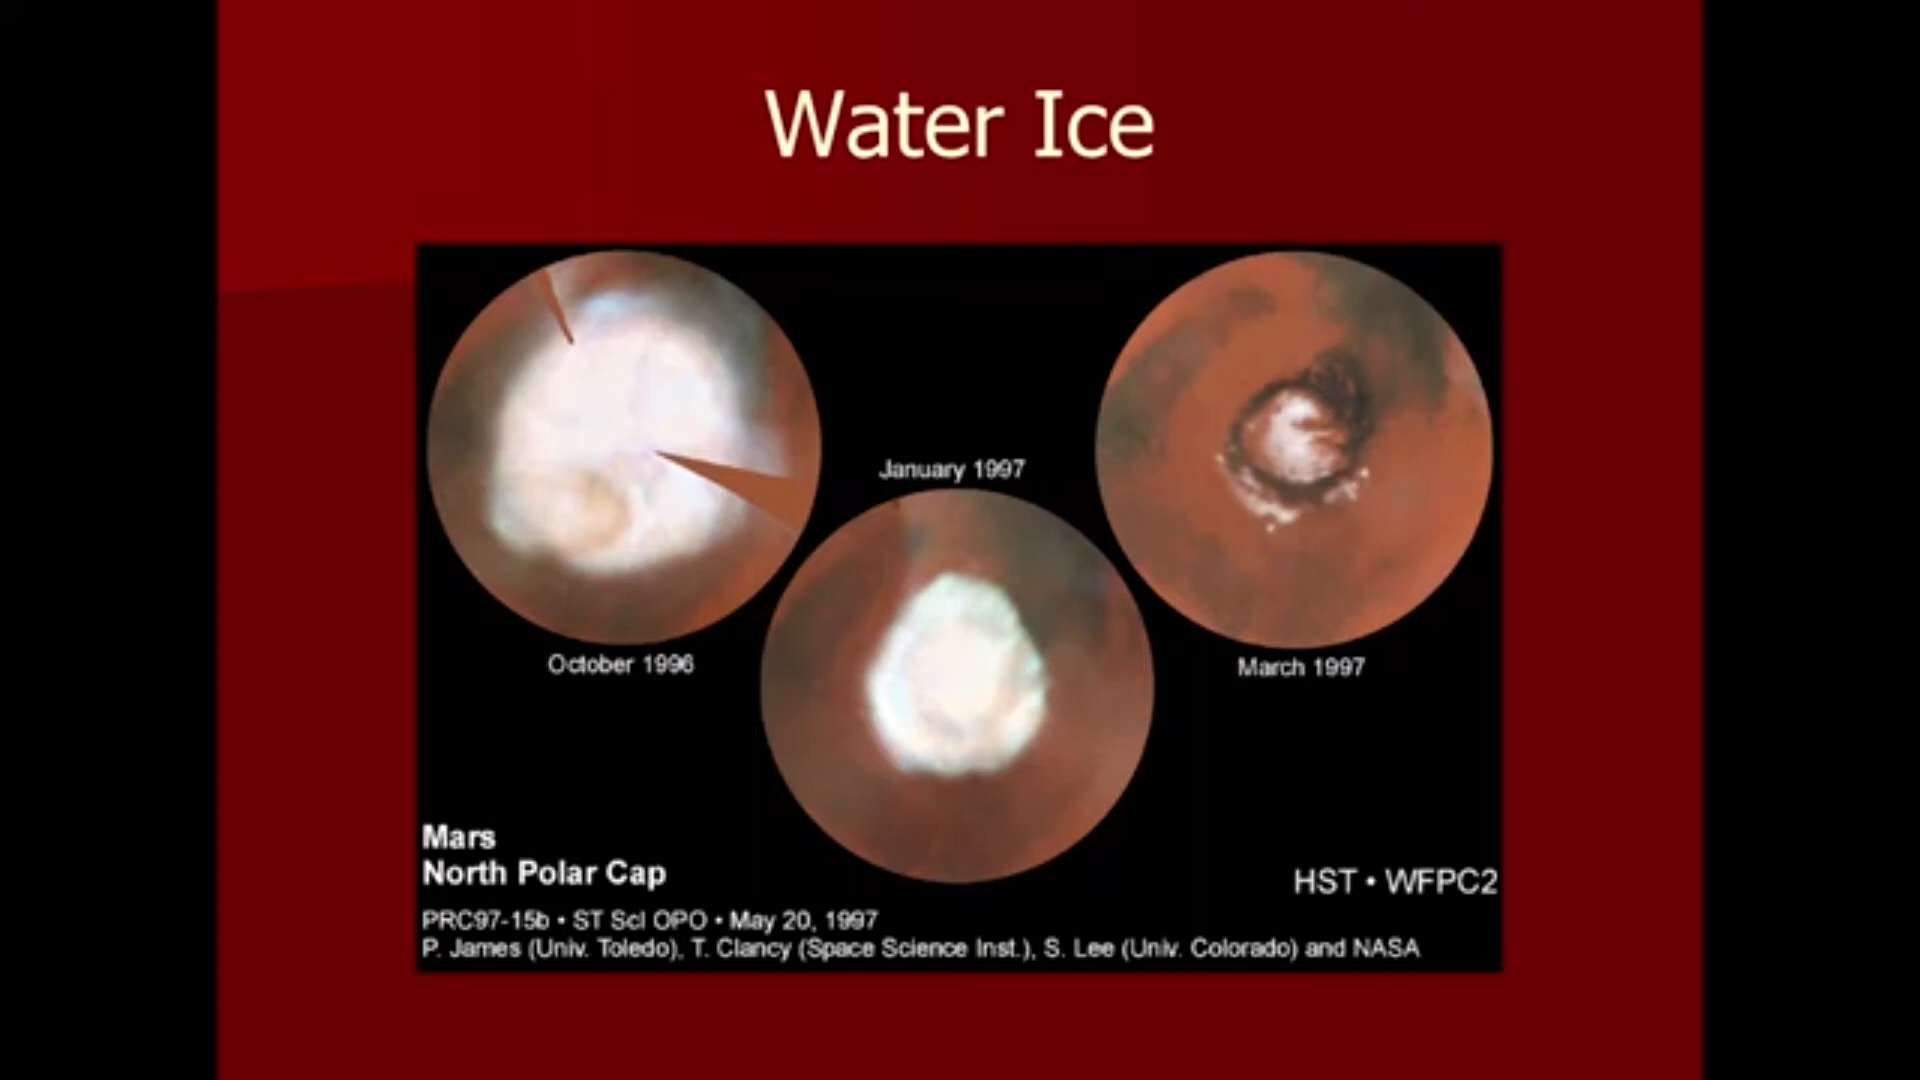 Water Ice
January 1997
October 1996
March 1997
Mars
North Polar Cap
HST • WFPC2
PRC97-15b • ST ScI OPO • May 20, 1997
P. James (Univ. Toledo), T. Clancy (Space Science Inst.), S. Lee (Univ. Colorado) and NASA